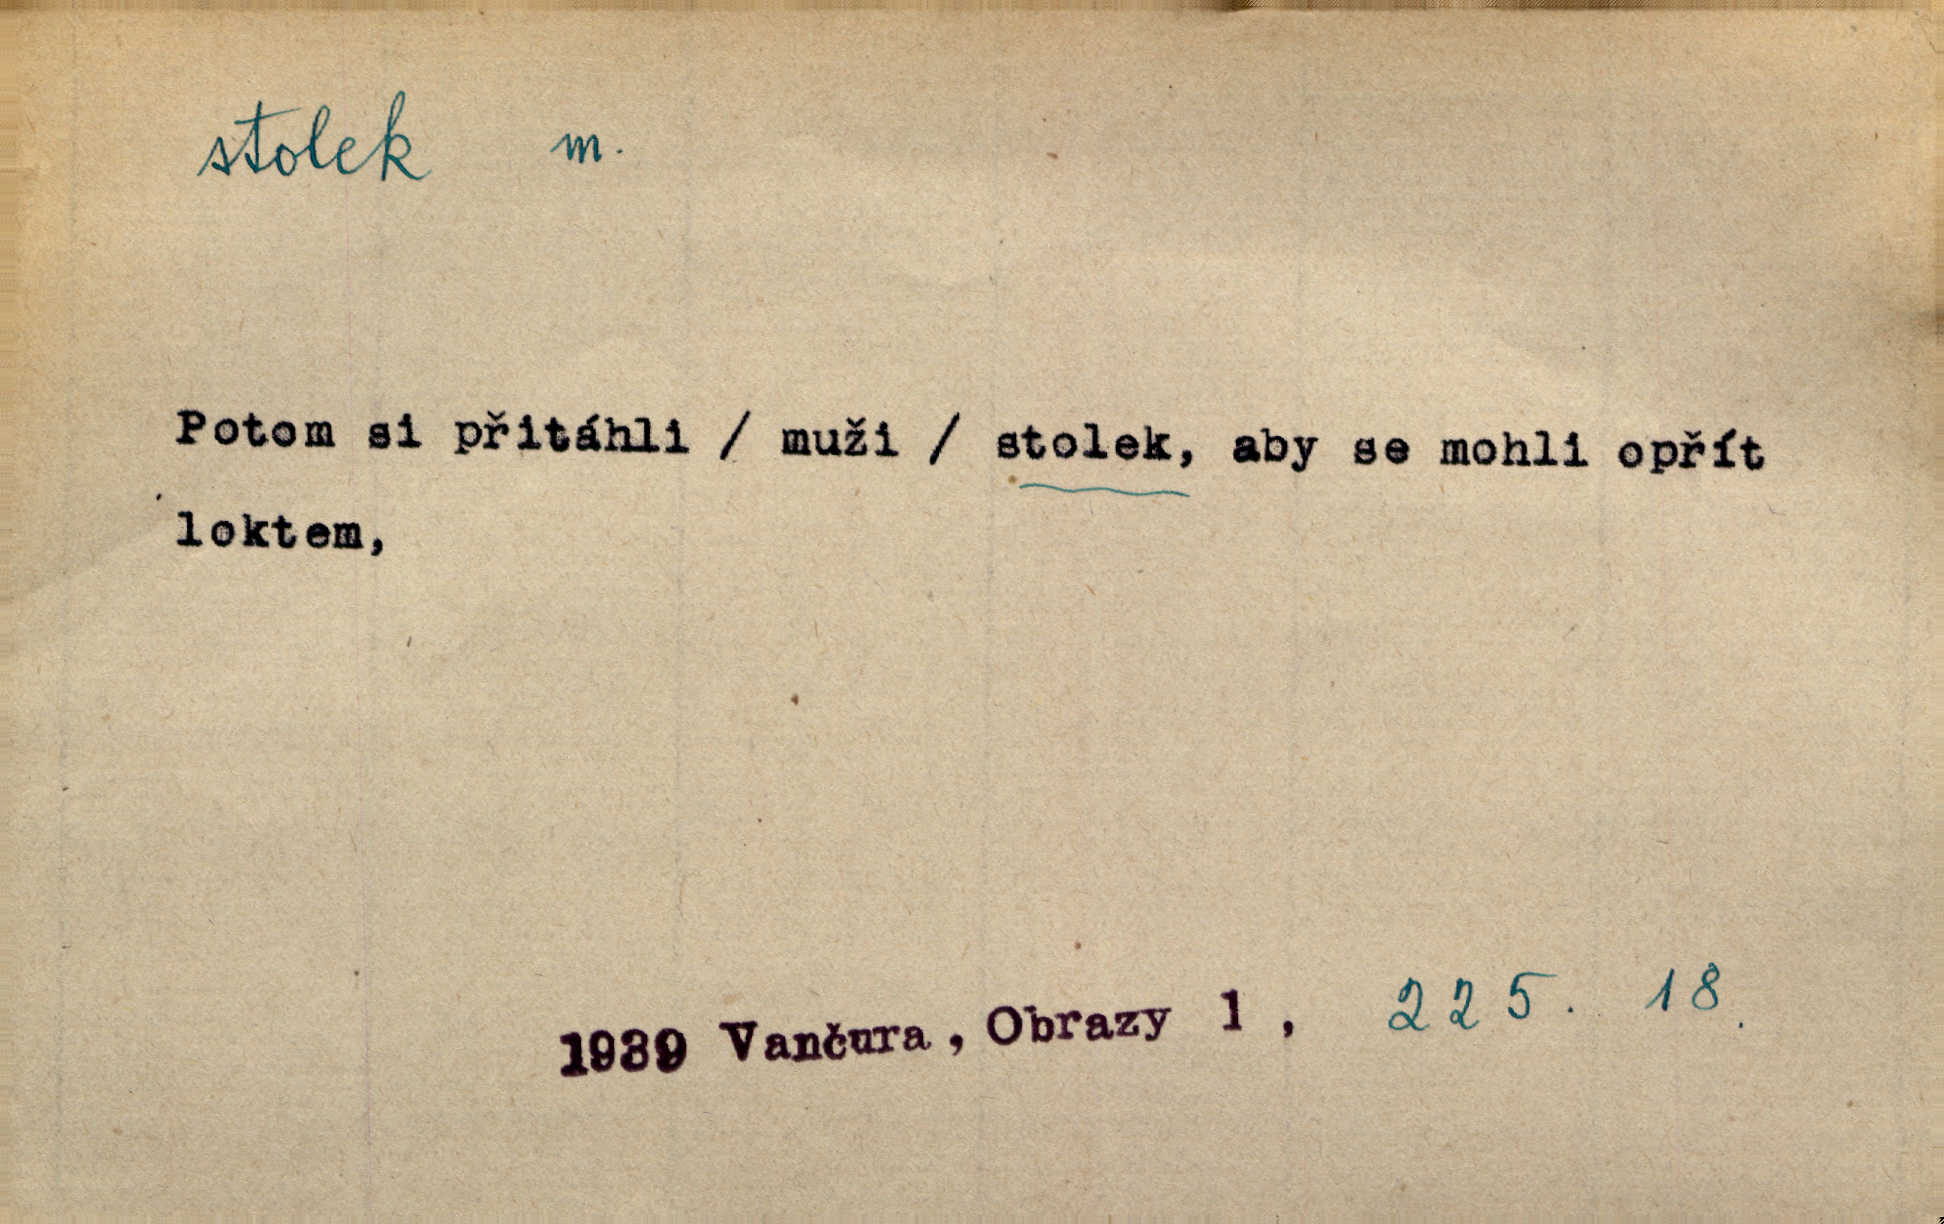 stolek m.
Potom si přitáhli / muži / stolek, aby se mohli opřít
loktem,
1939 Vančura, Obrazy 1, 225. 18.